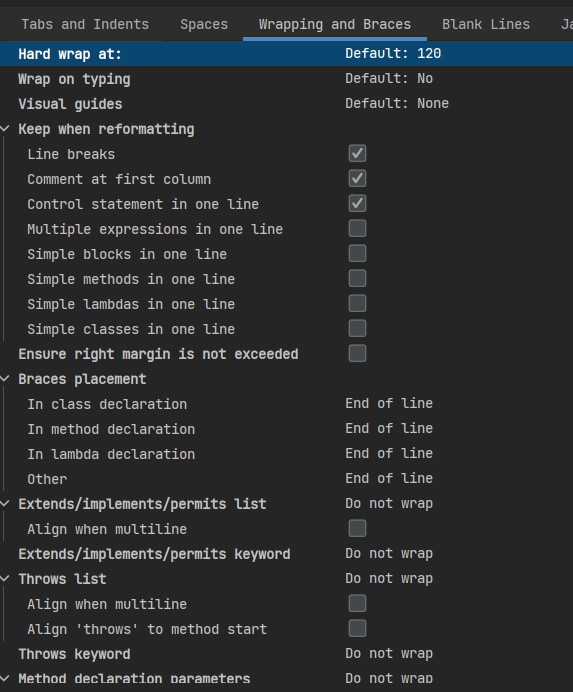 Tabs and Indents Spaces Wrapping and Braces Blank Lines Ja
Hard wrap at: Default: 120
Wrap on typing Default: No
Visual guides Default: None
Keep when reformatting
Line breaks
Comment at first column
Control statement in one line
Multiple expressions in one line
Simple blocks in one line
Simple methods in one line
Simple lambdas in one line
Simple classes in one line
Ensure right margin is not exceeded
Braces placement
In class declaration End of line
In method declaration End of line
In lambda declaration End of line
Other End of line
Extends/implements/permits list Do not wrap
Align when multiline
Extends/implements/permits keyword Do not wrap
Throws list Do not wrap
Align when multiline
Align 'throws' to method start
Throws keyword Do not wrap
Method declaration parameters Do not wrap